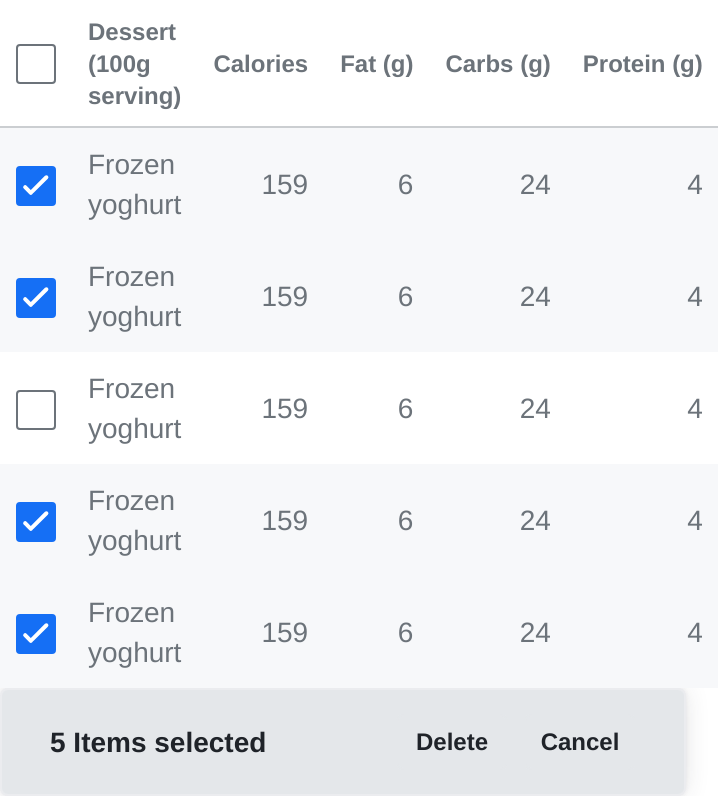 Dessert (100g serving) Calories Fat (g) Carbs (g) Protein (g)
Frozen yoghurt 159 6 24 4
Frozen yoghurt 159 6 24 4
Frozen yoghurt 159 6 24 4
Frozen yoghurt 159 6 24 4
Frozen yoghurt 159 6 24 4
5 Items selected Delete Cancel